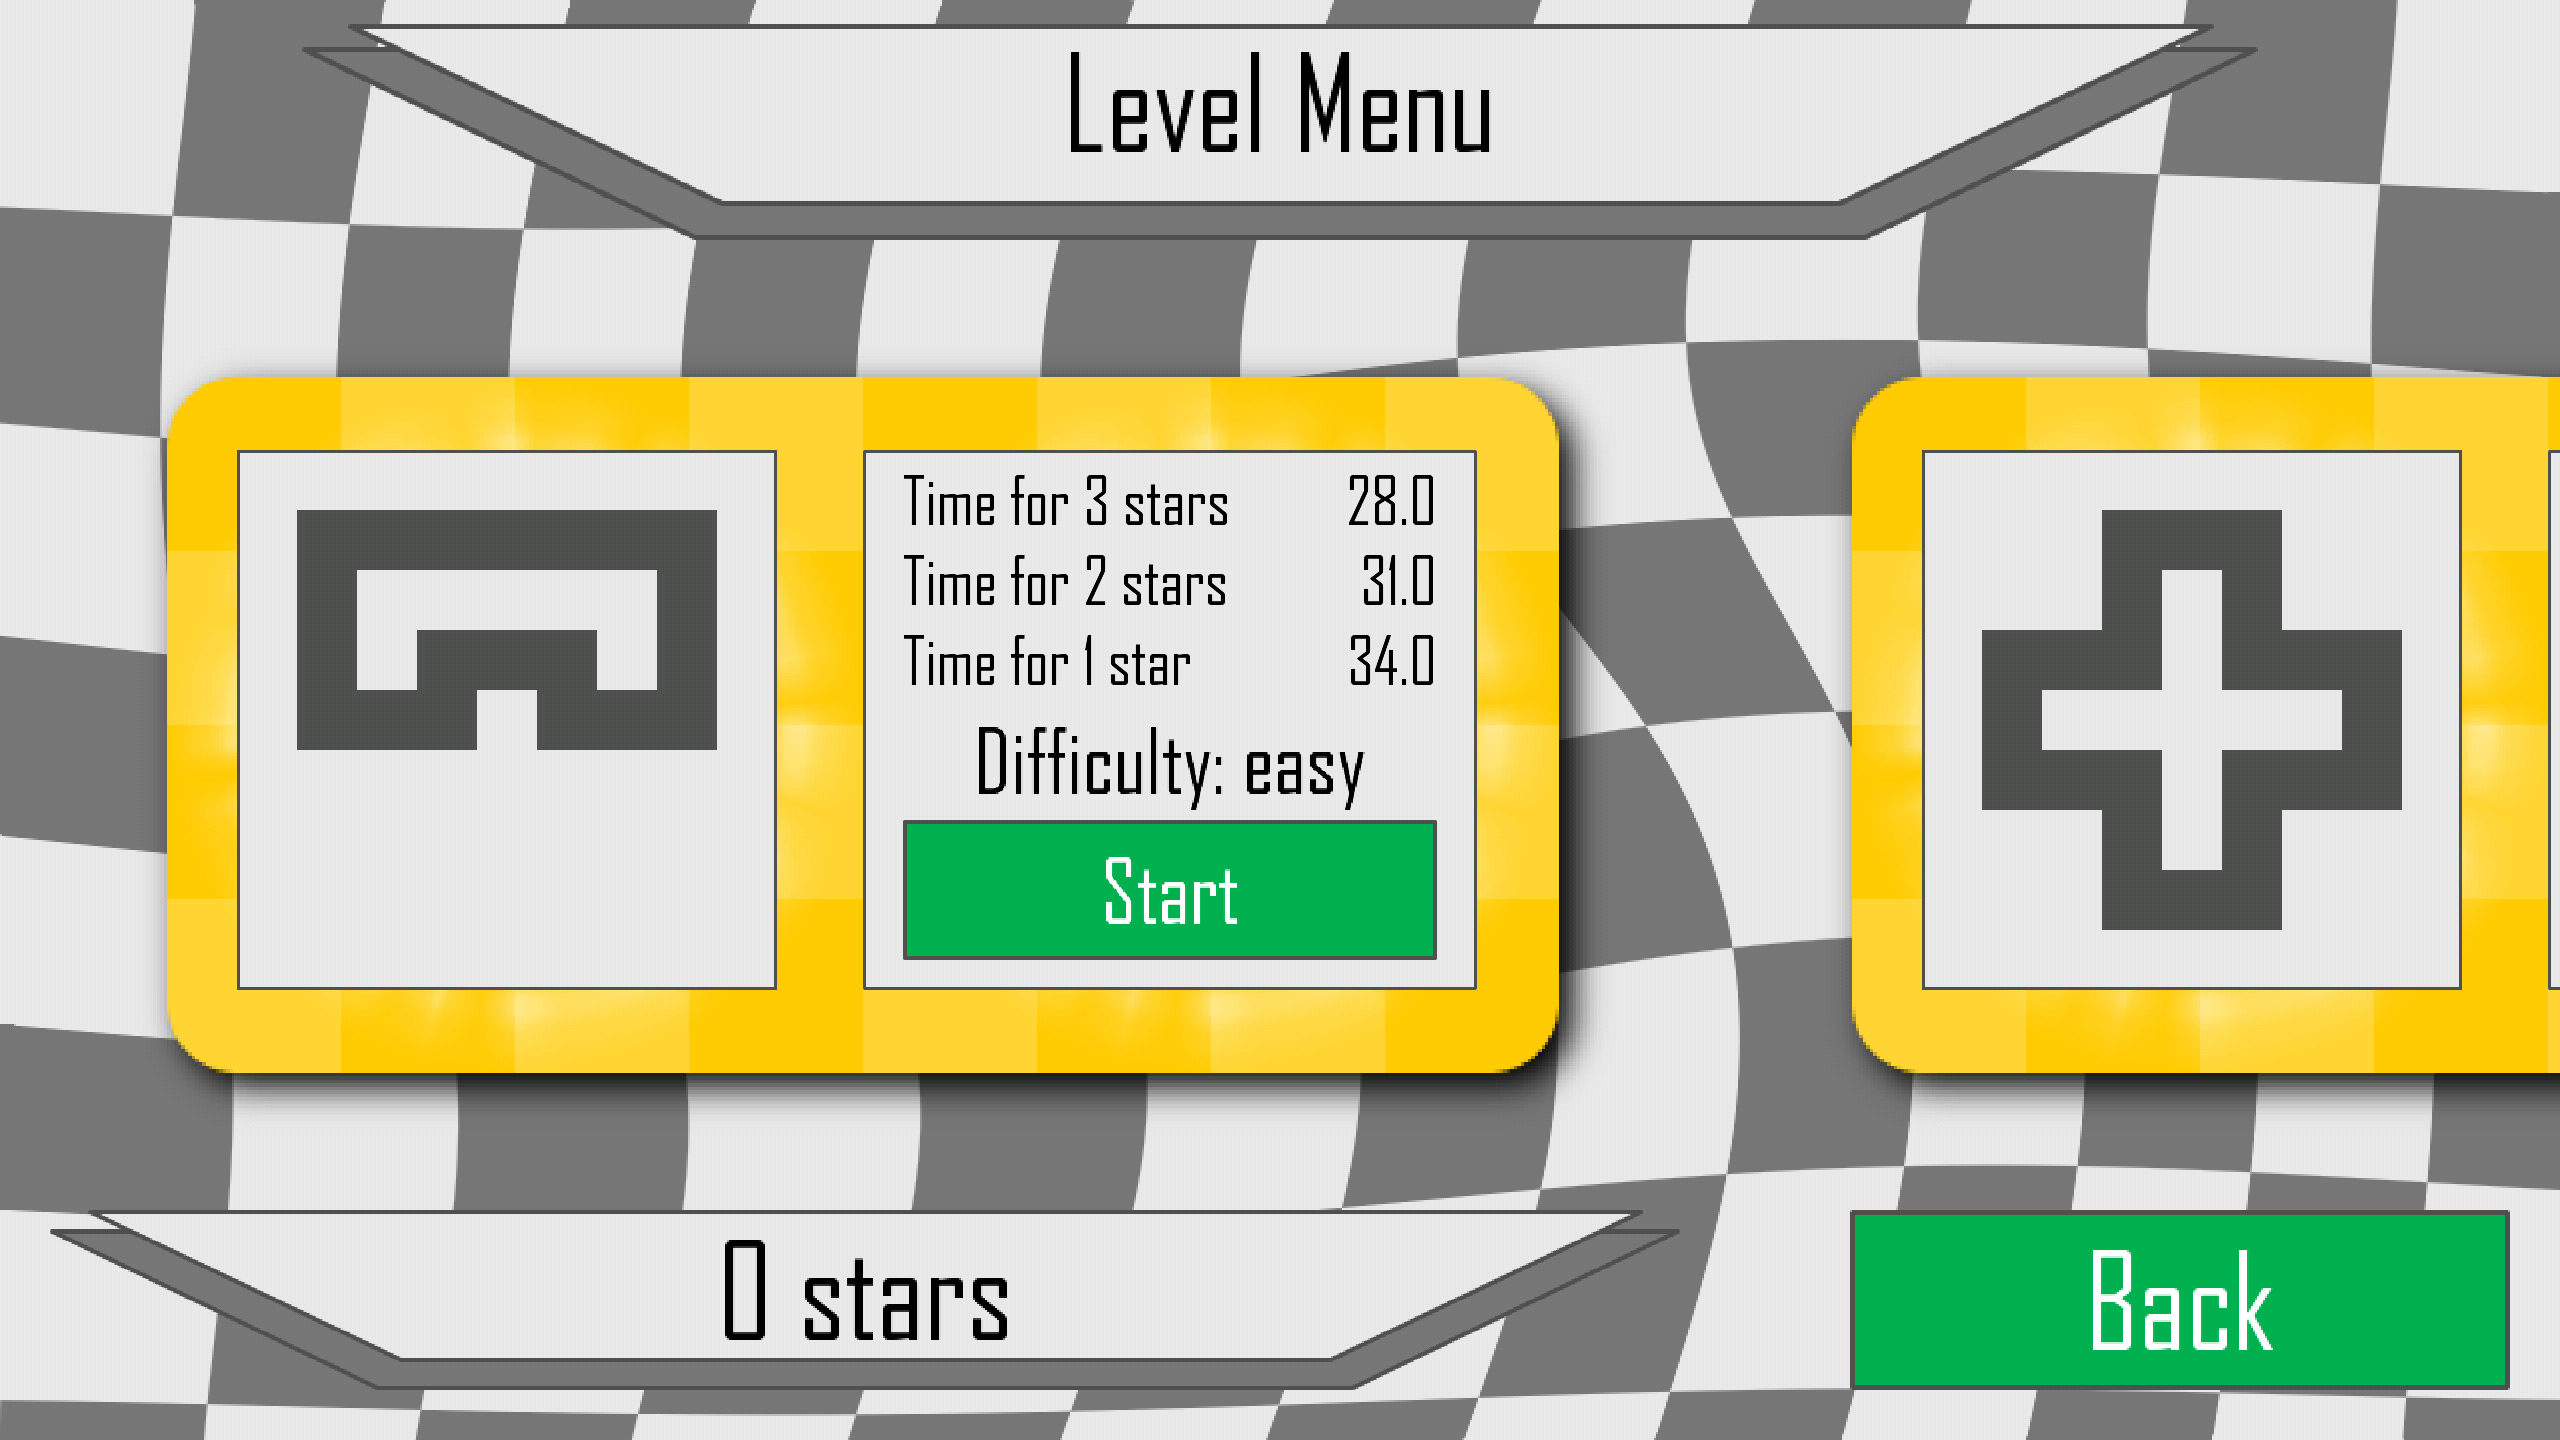 Level Menu
Time for 3 stars 28.0
Time for 2 stars 31.0
Time for 1 star 34.0
Difficulty: easy
Start
0 stars
Back